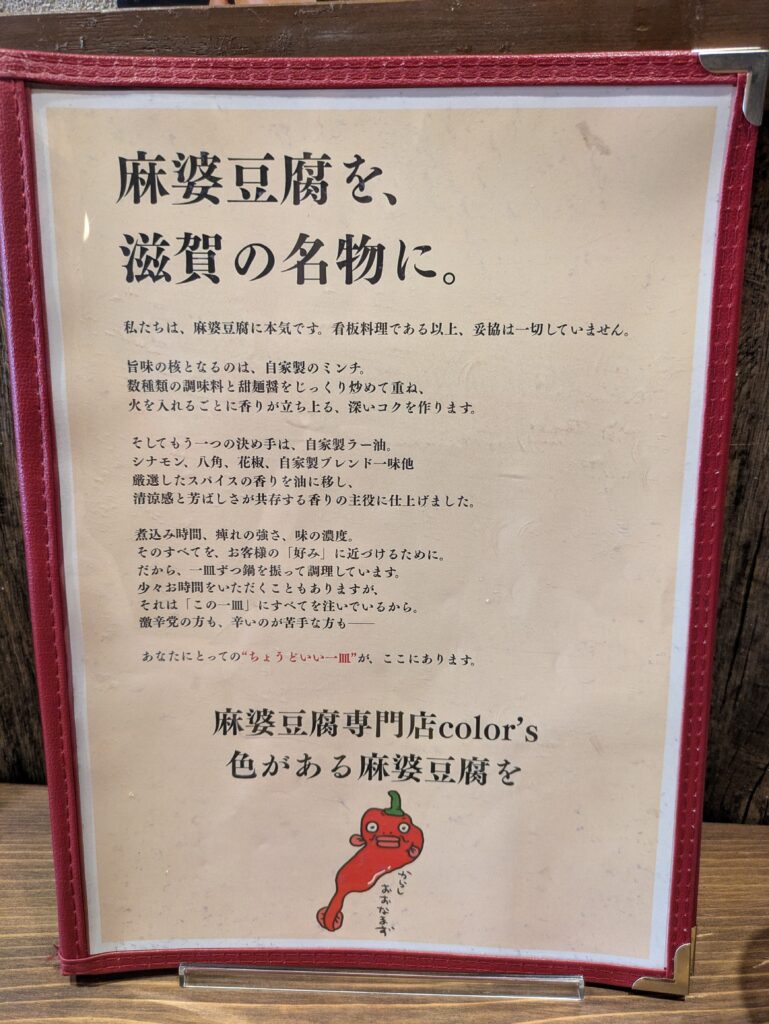 麻婆豆腐を、
滋賀の名物に。
私たちは、麻婆豆腐に本気です。看板料理である以上、妥協は一切していません。
旨味の核となるのは、自家製のミンチ。
数種類の調味料と甜麺醤をじっくり炒めて重ね、
火を入れるごとに香りが立ち上る、深いコクを作ります。
そしてもう一つの決め手は、自家製ラー油。
シナモン、八角、花椒、自家製ブレンド一味他
厳選したスパイスの香りを油に移し、
清涼感と芳ばしさが共存する香りの主役に仕上げました。
煮込み時間、痺れの強さ、味の濃度。
そのすべてを、お客様の「好み」に近づけるために。
だから、一皿ずつ鍋を振って調理しています。
少々お時間をいただくこともありますが、
それは「この一皿」にすべてを注いでいるから。
激辛党の方も、辛いのが苦手な方も──
あなたにとっての“ちょうどいい一皿”が、ここにあります。
麻婆豆腐専門店color’s
色がある麻婆豆腐を
からし
おおなまず